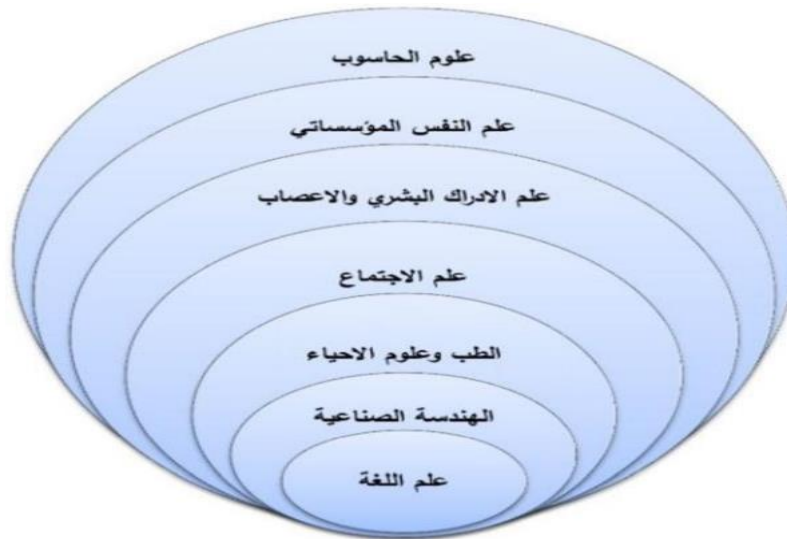 علوم الحاسوب
علم النفس المؤسساتي
علم الادراك البشري والاعصاب
علم الاجتماع
الطب وعلوم الاحياء
الهندسة الصناعية
علم اللغة